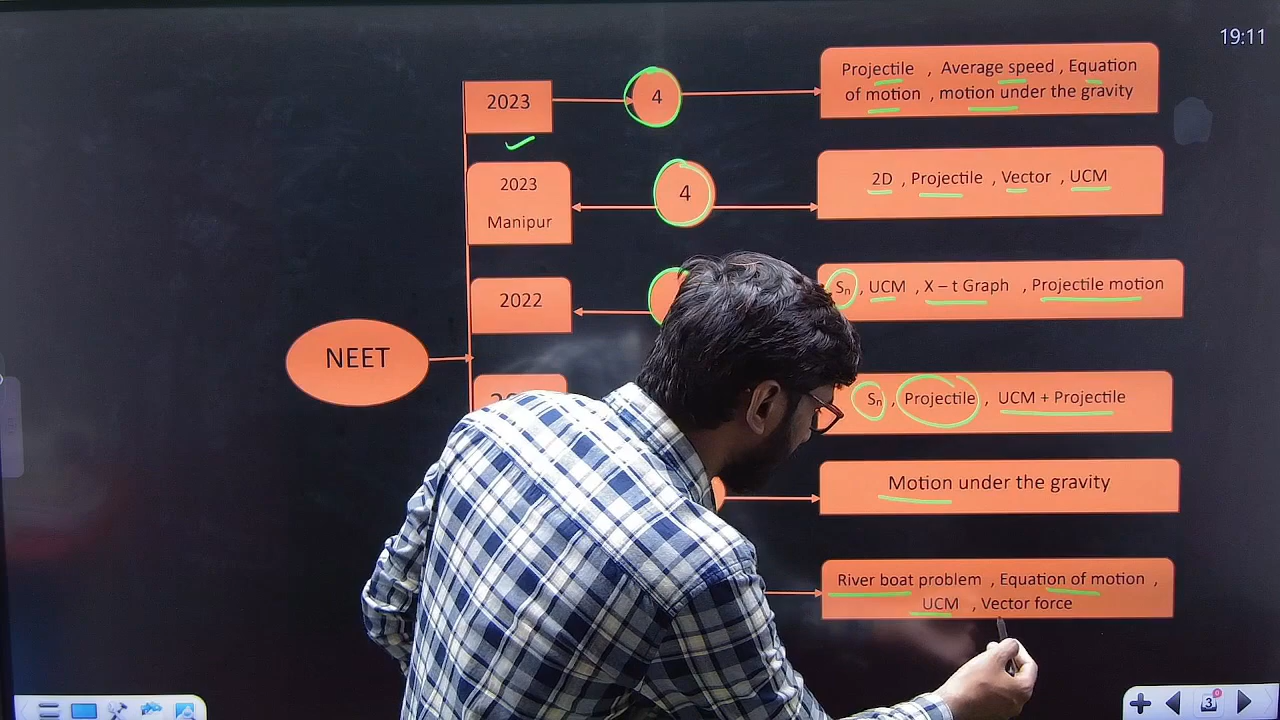 19:11
2023
4
Projectile , Average speed , Equation
of motion , motion under the gravity
2023
Manipur
4
2D , Projectile , Vector , UCM
2022
Sₙ , UCM , X – t Graph , Projectile motion
NEET
Sₙ , Projectile , UCM + Projectile
Motion under the gravity
River boat problem , Equation of motion ,
UCM , Vector force
3